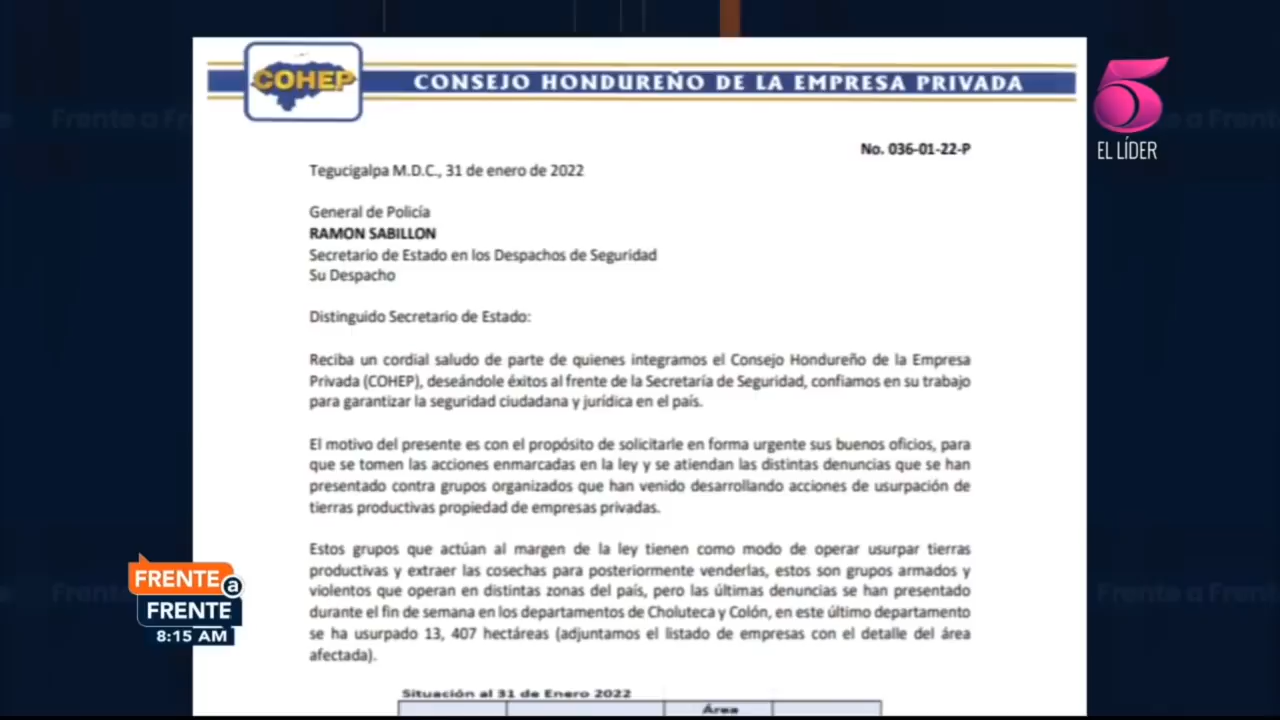 COHEP
CONSEJO HONDUREÑO DE LA EMPRESA PRIVADA
5
EL LÍDER
No. 036-01-22-P
Tegucigalpa M.D.C., 31 de enero de 2022
General de Policía
RAMON SABILLON
Secretario de Estado en los Despachos de Seguridad
Su Despacho
Distinguido Secretario de Estado:
Reciba un cordial saludo de parte de quienes integramos el Consejo Hondureño de la Empresa
Privada (COHEP), deseándole éxitos al frente de la Secretaría de Seguridad, confiamos en su trabajo
para garantizar la seguridad ciudadana y jurídica en el país.
El motivo del presente es con el propósito de solicitarle en forma urgente sus buenos oficios, para
que se tomen las acciones enmarcadas en la ley y se atiendan las distintas denuncias que se han
presentado contra grupos organizados que han venido desarrollando acciones de usurpación de
tierras productivas propiedad de empresas privadas.
Estos grupos que actúan al margen de la ley tienen como modo de operar usurpar tierras
productivas y extraer las cosechas para posteriormente venderlas, estos son grupos armados y
violentos que operan en distintas zonas del país, pero las últimas denuncias se han presentado
durante el fin de semana en los departamentos de Choluteca y Colón, en este último departamento
se ha usurpado 13, 407 hectáreas (adjuntamos el listado de empresas con el detalle del área
afectada).
Situación al 31 de Enero 2022
Área
FRENTE a
FRENTE
8:15 AM